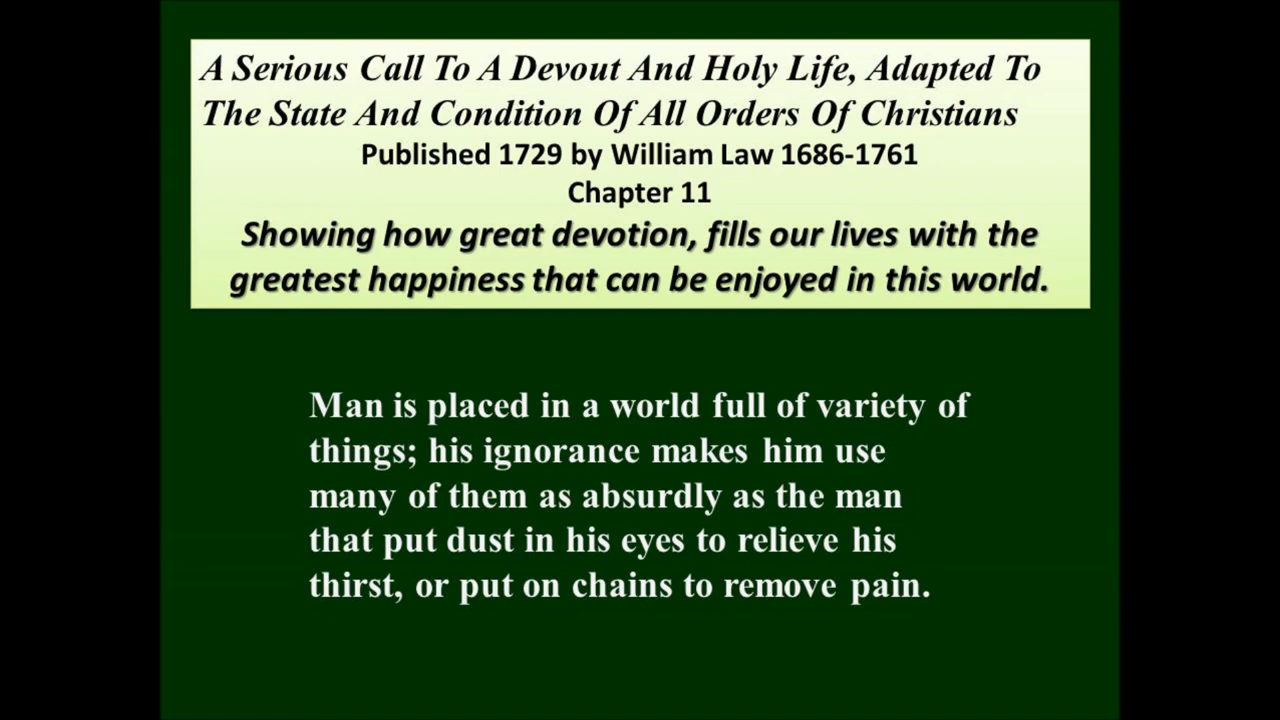 A Serious Call To A Devout And Holy Life, Adapted To
The State And Condition Of All Orders Of Christians
Published 1729 by William Law 1686-1761
Chapter 11
Showing how great devotion, fills our lives with the
greatest happiness that can be enjoyed in this world.
Man is placed in a world full of variety of
things; his ignorance makes him use
many of them as absurdly as the man
that put dust in his eyes to relieve his
thirst, or put on chains to remove pain.